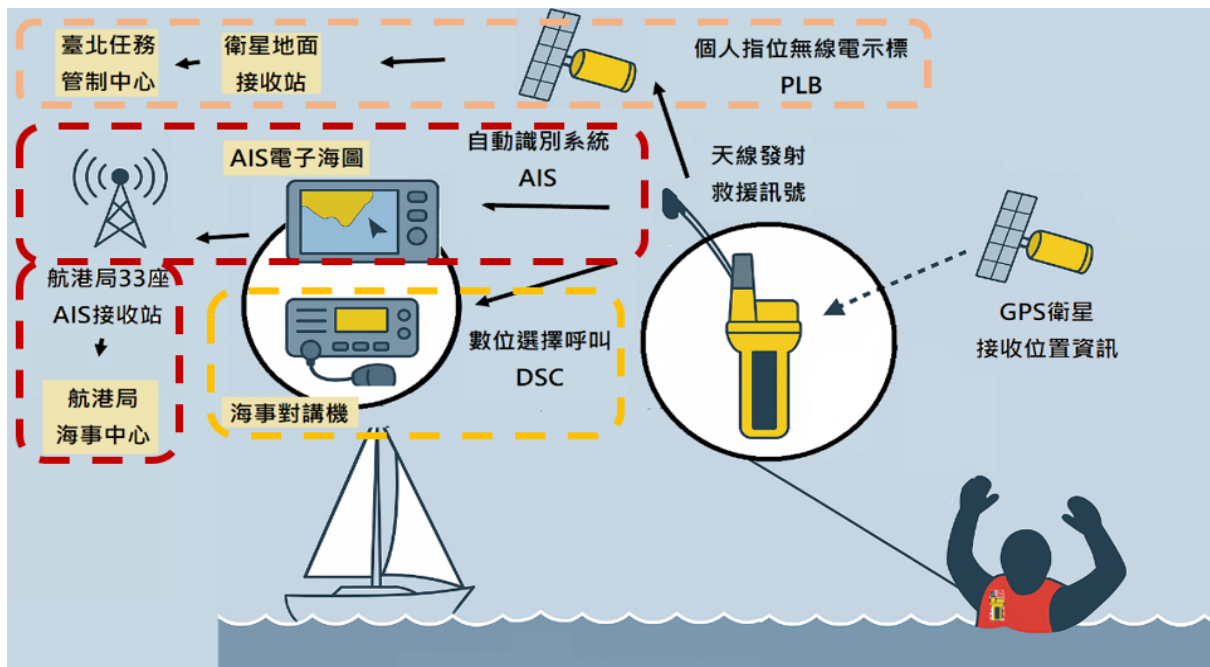 臺北任務
管制中心
衛星地面
接收站
個人指位無線電示標
PLB
AIS電子海圖
自動識別系統
AIS
天線發射
救援訊號
航港局33座
AIS接收站
GPS衛星
接收位置資訊
數位選擇呼叫
DSC
航港局
海事中心
海事對講機